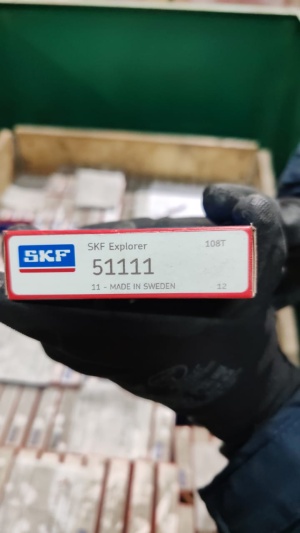 SKF
SKF Explorer 108T
51111
11 - MADE IN SWEDEN 12